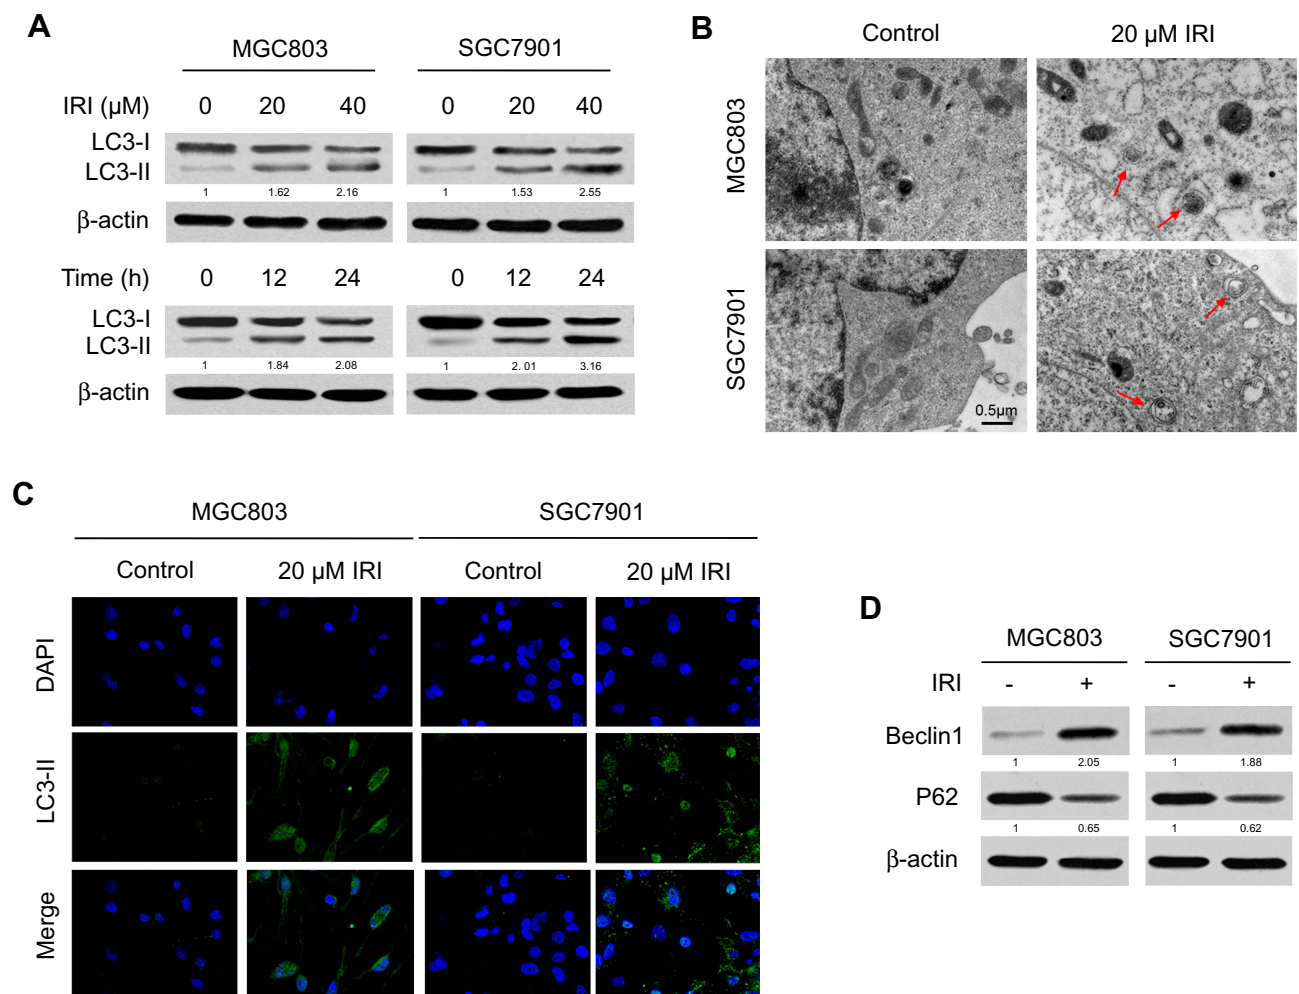 A
MGC803 SGC7901
IRI (μM) 0 20 40 0 20 40
LC3-I
LC3-II
1 1.62 2.16 1 1.53 2.55
β-actin
Time (h) 0 12 24 0 12 24
LC3-I
LC3-II
1 1.84 2.08 1 2. 01 3.16
β-actin
B
Control 20 μM IRI
MGC803
SGC7901
0.5μm
C
MGC803 SGC7901
Control 20 μM IRI Control 20 μM IRI
DAPI
LC3-II
Merge
D
MGC803 SGC7901
IRI - + - +
Beclin1
1 2.05 1 1.88
P62
1 0.65 1 0.62
β-actin